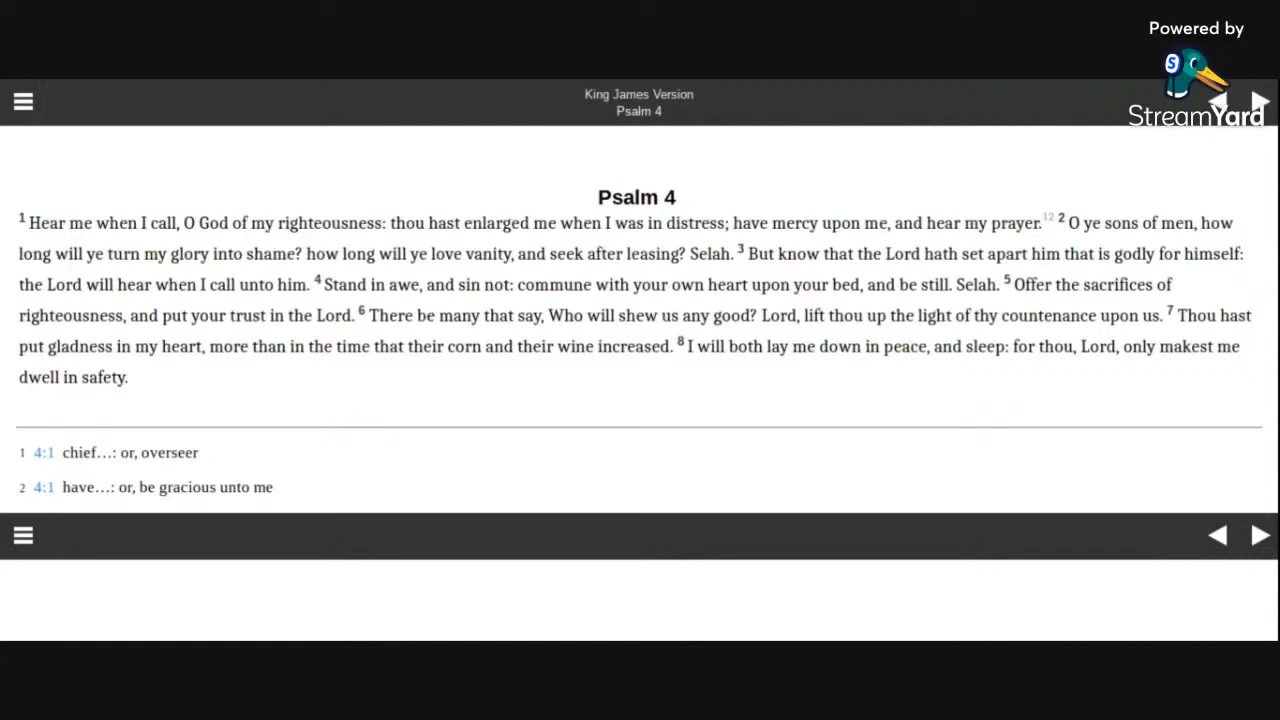 Powered by
StreamYard
King James Version
Psalm 4
Psalm 4
1 Hear me when I call, O God of my righteousness: thou hast enlarged me when I was in distress; have mercy upon me, and hear my prayer.12 2 O ye sons of men, how
long will ye turn my glory into shame? how long will ye love vanity, and seek after leasing? Selah. 3 But know that the Lord hath set apart him that is godly for himself:
the Lord will hear when I call unto him. 4 Stand in awe, and sin not: commune with your own heart upon your bed, and be still. Selah. 5 Offer the sacrifices of
righteousness, and put your trust in the Lord. 6 There be many that say, Who will shew us any good? Lord, lift thou up the light of thy countenance upon us. 7 Thou hast
put gladness in my heart, more than in the time that their corn and their wine increased. 8 I will both lay me down in peace, and sleep: for thou, Lord, only makest me
dwell in safety.
1 4:1 chief…: or, overseer
2 4:1 have…: or, be gracious unto me